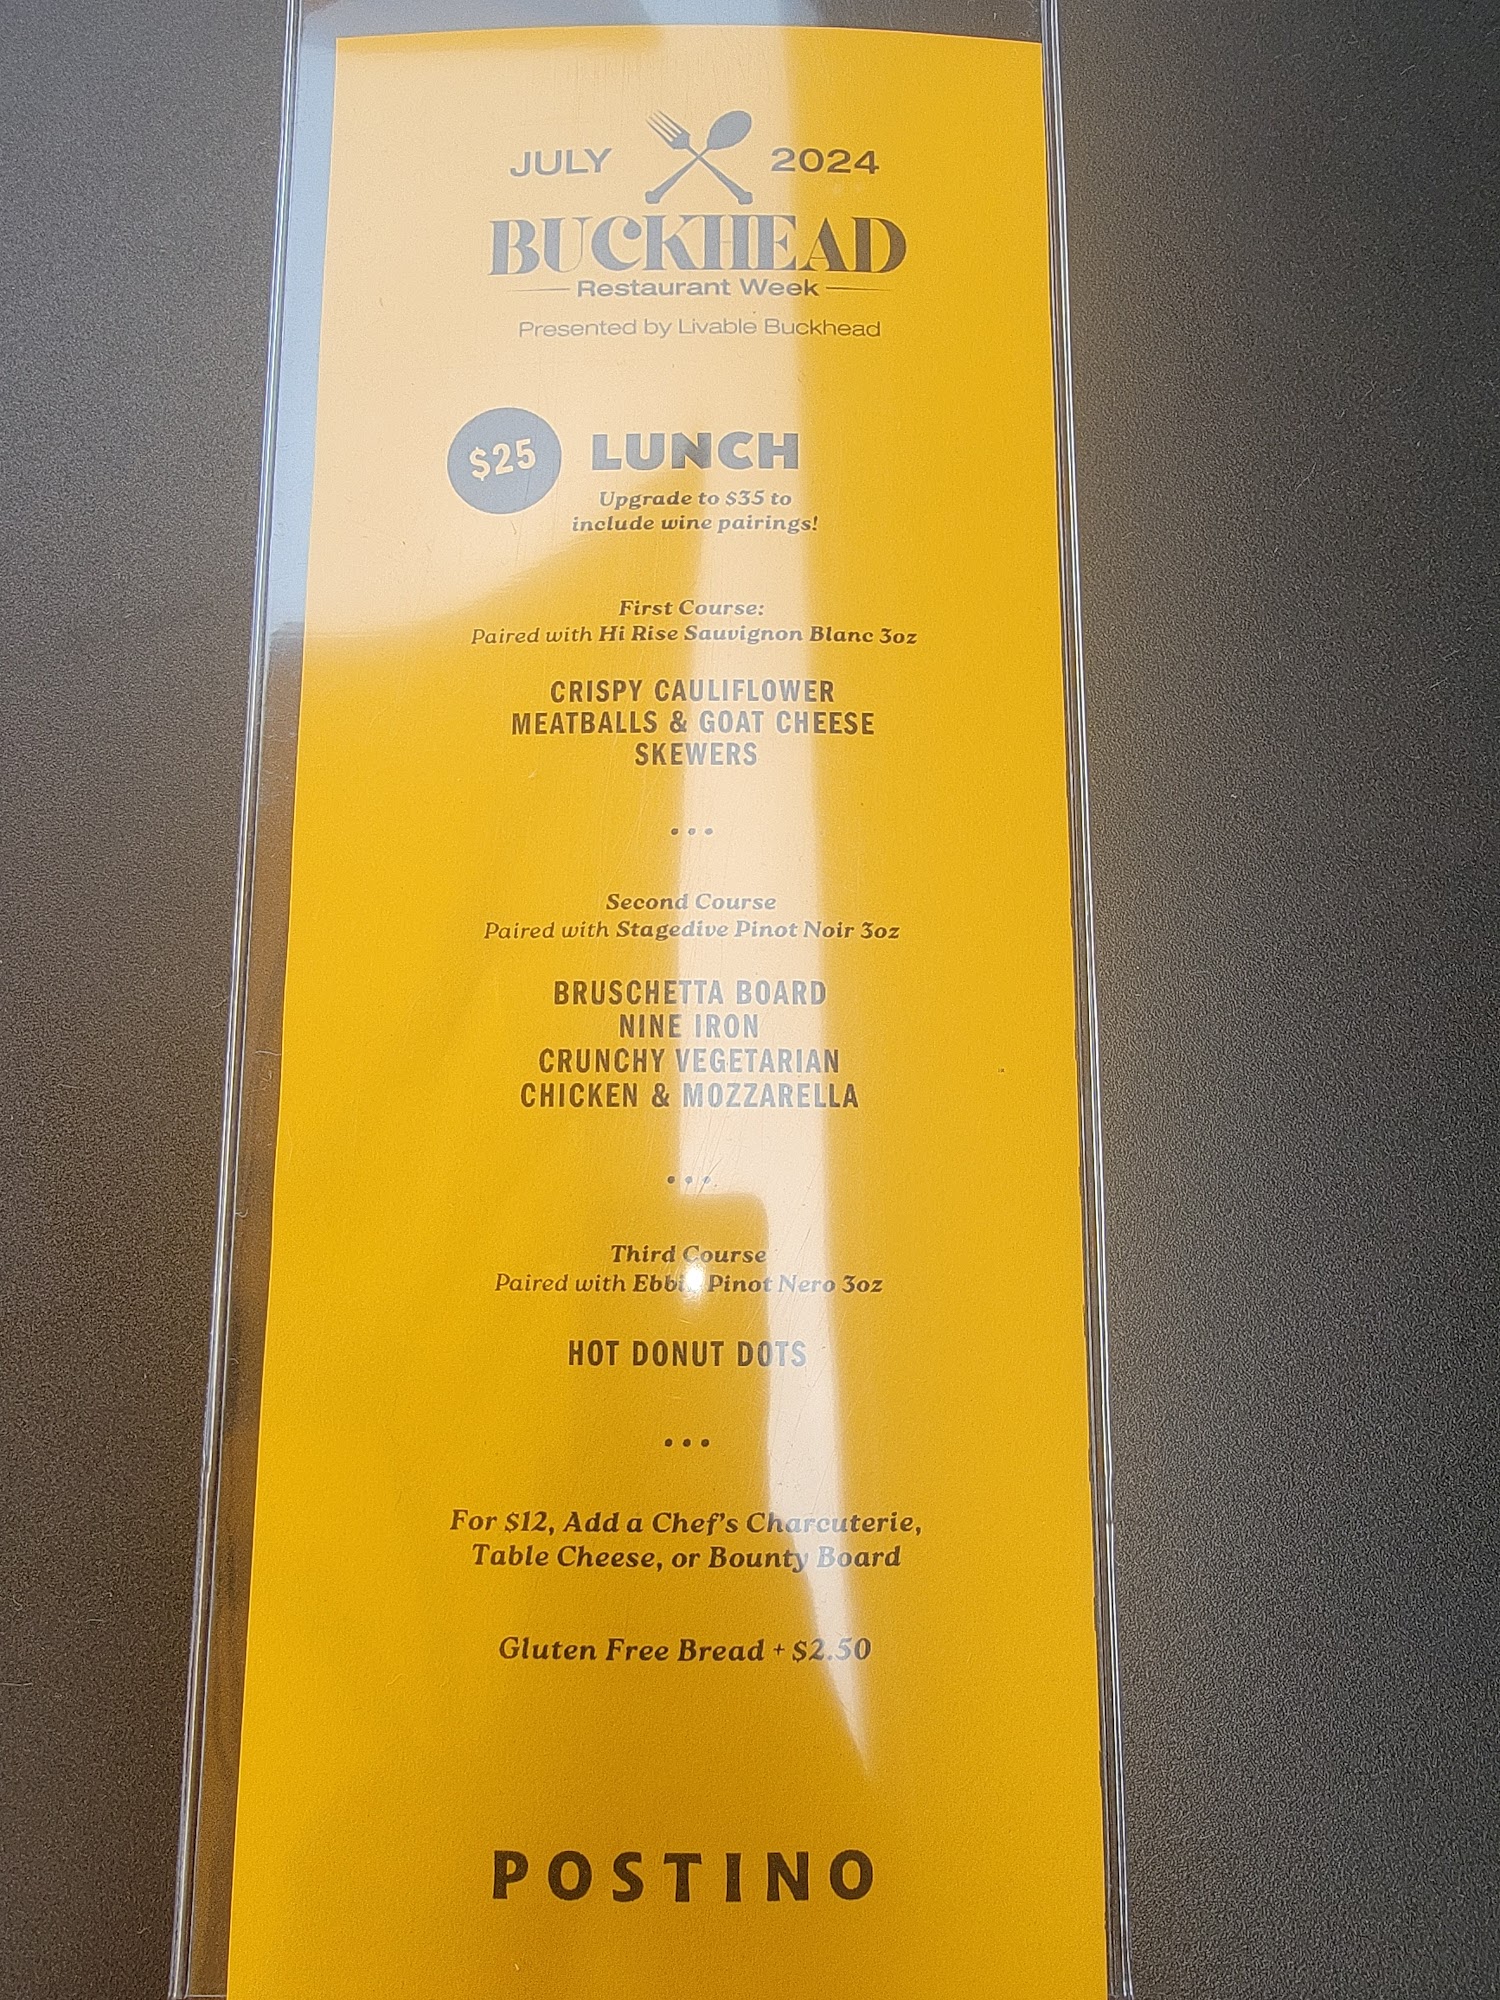 JULY 2024
BUCKHEAD
Restaurant Week
Presented by Livable Buckhead
$25 LUNCH
Upgrade to $35 to
include wine pairings!
First Course:
Paired with Hi Rise Sauvignon Blanc 3oz
CRISPY CAULIFLOWER
MEATBALLS & GOAT CHEESE
SKEWERS
Second Course
Paired with Stagedive Pinot Noir 3oz
BRUSCHETTA BOARD
NINE IRON
CRUNCHY VEGETARIAN
CHICKEN & MOZZARELLA
Third Course
Paired with Pinot Nero 3oz
HOT DONUT DOTS
For $12, Add a Chef's Charcuterie,
Table Cheese, or Bounty Board
Gluten Free Bread + $2.50
POSTINO